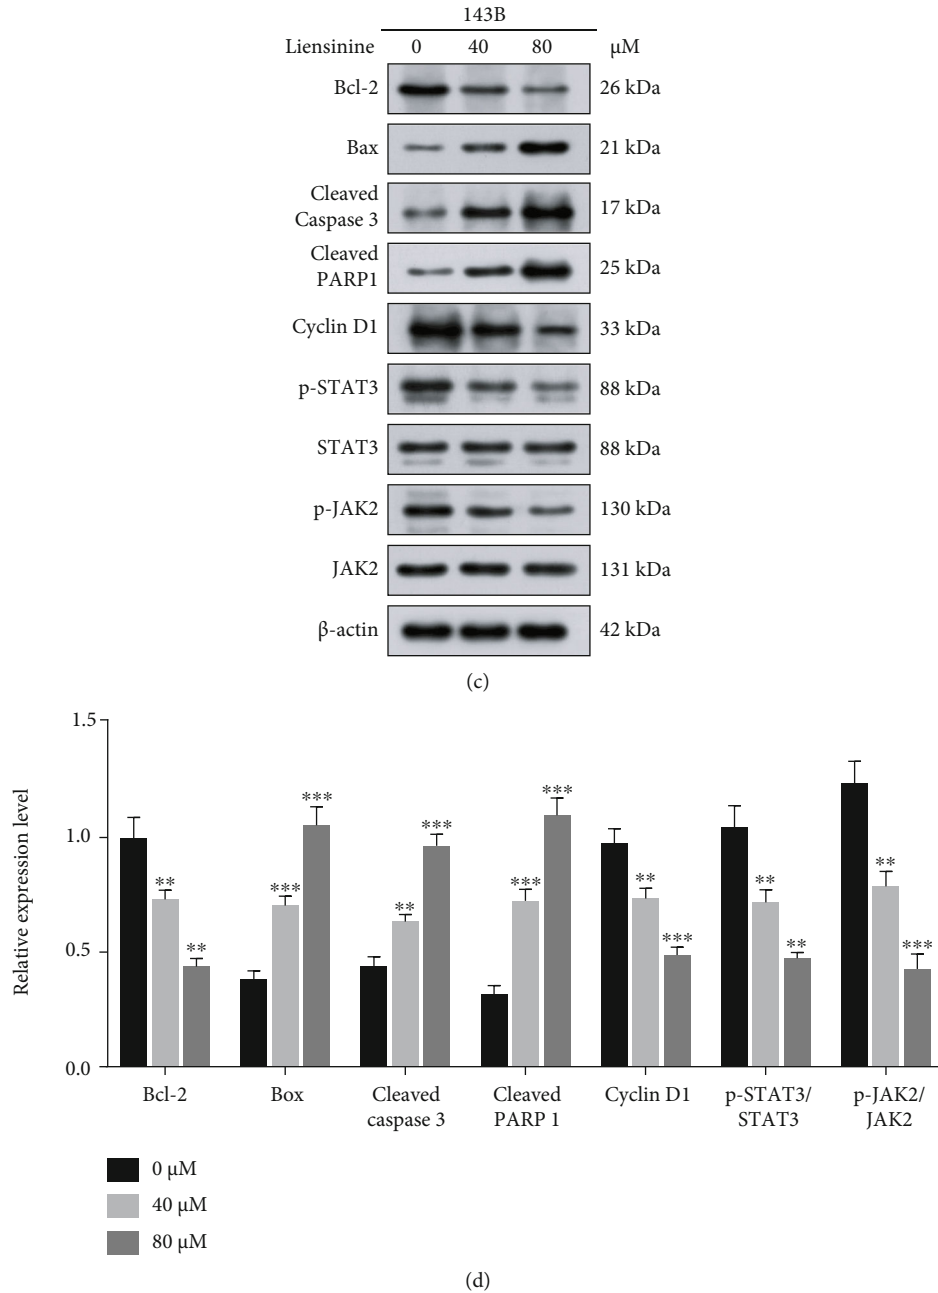 143B
Liensinine 0 40 80 μM
Bcl-2 26 kDa
Bax 21 kDa
Cleaved
Caspase 3 17 kDa
Cleaved
PARP1 25 kDa
Cyclin D1 33 kDa
p-STAT3 88 kDa
STAT3 88 kDa
p-JAK2 130 kDa
JAK2 131 kDa
β-actin 42 kDa
(c)
Relative expression level
1.5
1.0
0.5
0.0
** **
*** ***
** ***
*** ***
** ***
** **
** ***
Bcl-2 Box Cleaved Cleaved Cyclin D1 p-STAT3/ p-JAK2/
caspase 3 PARP 1 STAT3 JAK2
0 μM
40 μM
80 μM
(d)